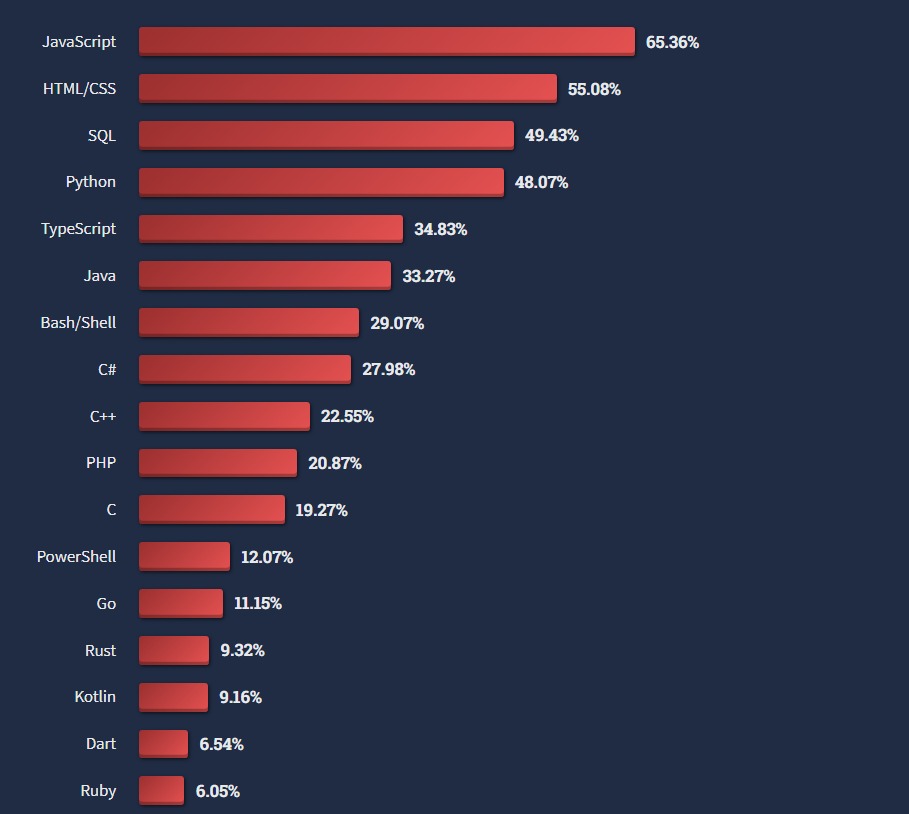 JavaScript 65.36%
HTML/CSS 55.08%
SQL 49.43%
Python 48.07%
TypeScript 34.83%
Java 33.27%
Bash/Shell 29.07%
C# 27.98%
C++ 22.55%
PHP 20.87%
C 19.27%
PowerShell 12.07%
Go 11.15%
Rust 9.32%
Kotlin 9.16%
Dart 6.54%
Ruby 6.05%